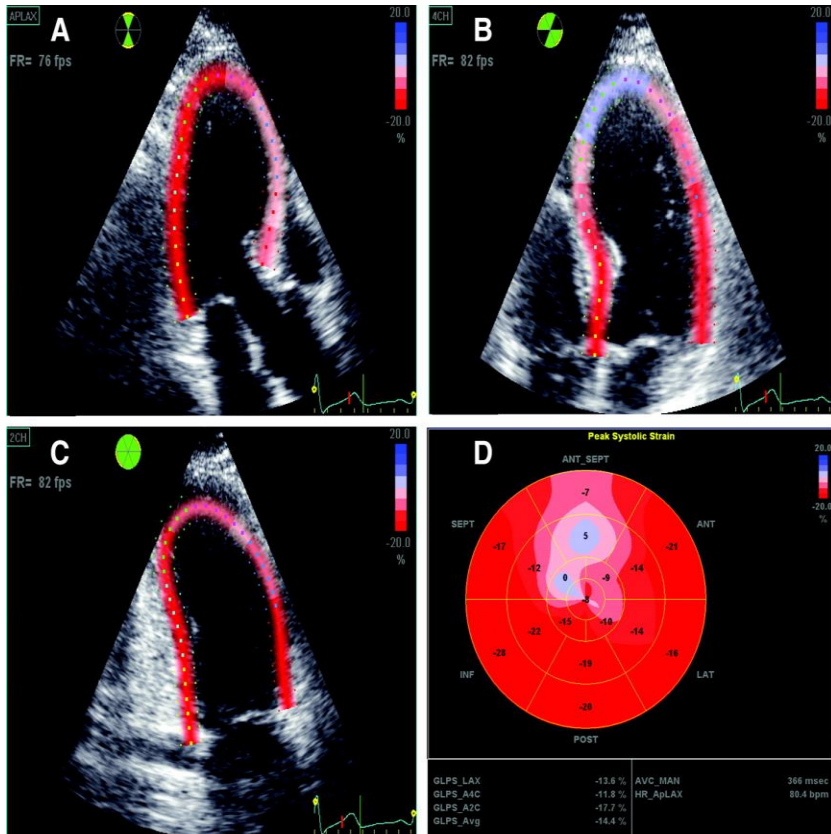 APLAX
A
FR= 76 fps
20.0
-20.0
%
4CH
B
FR= 82 fps
20.0
-20.0
%
2CH
C
FR= 82 fps
20.0
-20.0
%
Peak Systolic Strain
D
ANT_SEPT
20.0
-20.0
%
-7
SEPT
ANT
5
-17
-21
-12
-14
0
-9
-8
-15
-10
-22
-14
-28
-19
-16
INF
LAT
-20
POST
GLPS_LAX -13.6 % AVC_MAN 366 msec
GLPS_A4C -11.8 % HR_ApLAX 80.4 bpm
GLPS_A2C -17.7 %
GLPS_Avg -14.4 %